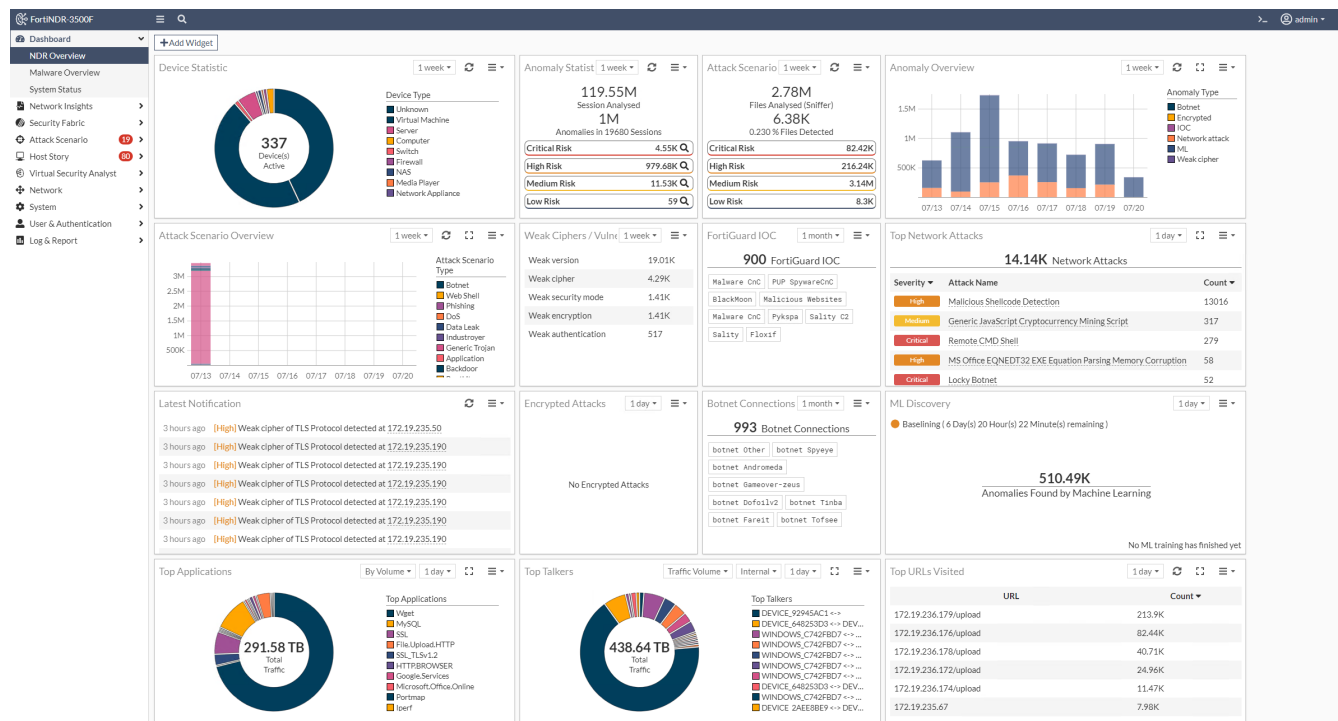 FortiNDR-3500F
admin
Dashboard
NDR Overview
Malware Overview
System Status
Network Insights
Security Fabric
Attack Scenario 19
Host Story 80
Virtual Security Analyst
Network
System
User & Authentication
Log & Report
+Add Widget
Device Statistic 1 week
337
Device(s)
Active
Device Type
Unknown
Virtual Machine
Server
Computer
Switch
Firewall
NAS
Media Player
Network Appliance
Anomaly Statist 1 week
119.55M
Session Analysed
1M
Anomalies in 19680 Sessions
Critical Risk 4.55K
High Risk 979.68K
Medium Risk 11.53K
Low Risk 59
Attack Scenario 1 week
2.78M
Files Analysed (Sniffer)
6.38K
0.230 % Files Detected
Critical Risk 82.42K
High Risk 216.24K
Medium Risk 3.14M
Low Risk 8.3K
Anomaly Overview 1 week
1.5M
1M
500K
07/13 07/14 07/15 07/16 07/17 07/18 07/19 07/20
Anomaly Type
Botnet
Encrypted
IOC
Network attack
ML
Weak cipher
Attack Scenario Overview 1 week
3M
2.5M
2M
1.5M
1M
500K
07/13 07/14 07/15 07/16 07/17 07/18 07/19 07/20
Attack Scenario
Type
Botnet
Web Shell
Phishing
DoS
Data Leak
Industroyer
Generic Trojan
Application
Backdoor
Weak Ciphers / Vulne 1 week
Weak version 19.01K
Weak cipher 4.29K
Weak security mode 1.41K
Weak encryption 1.41K
Weak authentication 517
FortiGuard IOC 1 month
900 FortiGuard IOC
Malware CnC PUP SpywareCnC
BlackMoon Malicious Websites
Malware CnC Pykspa Sality C2
Sality Floxif
Top Network Attacks 1 day
14.14K Network Attacks
Severity Attack Name Count
High Malicious Shellcode Detection 13016
Medium Generic JavaScript Cryptocurrency Mining Script 317
Critical Remote CMD Shell 279
High MS Office EQNEDT32 EXE Equation Parsing Memory Corruption 58
Critical Locky Botnet 52
Latest Notification
3 hours ago [High] Weak cipher of TLS Protocol detected at 172.19.235.50
3 hours ago [High] Weak cipher of TLS Protocol detected at 172.19.235.190
3 hours ago [High] Weak cipher of TLS Protocol detected at 172.19.235.190
3 hours ago [High] Weak cipher of TLS Protocol detected at 172.19.235.190
3 hours ago [High] Weak cipher of TLS Protocol detected at 172.19.235.190
3 hours ago [High] Weak cipher of TLS Protocol detected at 172.19.235.190
3 hours ago [High] Weak cipher of TLS Protocol detected at 172.19.235.190
Encrypted Attacks 1 day
No Encrypted Attacks
Botnet Connections 1 month
993 Botnet Connections
botnet Other botnet Spyeye
botnet Andromeda
botnet Gameover-zeus
botnet Dofoilv2 botnet Tinba
botnet Fareit botnet Tofsee
ML Discovery 1 day
Baselining ( 6 Day(s) 20 Hour(s) 22 Minute(s) remaining )
510.49K
Anomalies Found by Machine Learning
No ML training has finished yet
Top Applications By Volume 1 day
291.58 TB
Total
Traffic
Top Applications
Wget
MySQL
SSL
File.Upload.HTTP
SSL_TLSv1.2
HTTP.BROWSER
Google.Services
Microsoft.Office.Online
Portmap
Iperf
Top Talkers Traffic Volume Internal 1 day
438.64 TB
Total
Traffic
Top Talkers
DEVICE_92945AC1 <-> ...
DEVICE_648253D3 <-> DEV...
WINDOWS_C742FBD7 <-> ...
WINDOWS_C742FBD7 <-> ...
WINDOWS_C742FBD7 <-> ...
WINDOWS_C742FBD7 <-> ...
DEVICE_648253D3 <-> DEV...
WINDOWS_C742FBD7 <-> ...
WINDOWS_C742FBD7 <-> ...
DEVICE_2AEE8BE9 <-> DEV...
Top URLs Visited 1 day
URL Count
172.19.236.179/upload 213.9K
172.19.236.176/upload 82.44K
172.19.236.178/upload 40.71K
172.19.236.172/upload 24.96K
172.19.236.174/upload 11.47K
172.19.235.67 7.98K